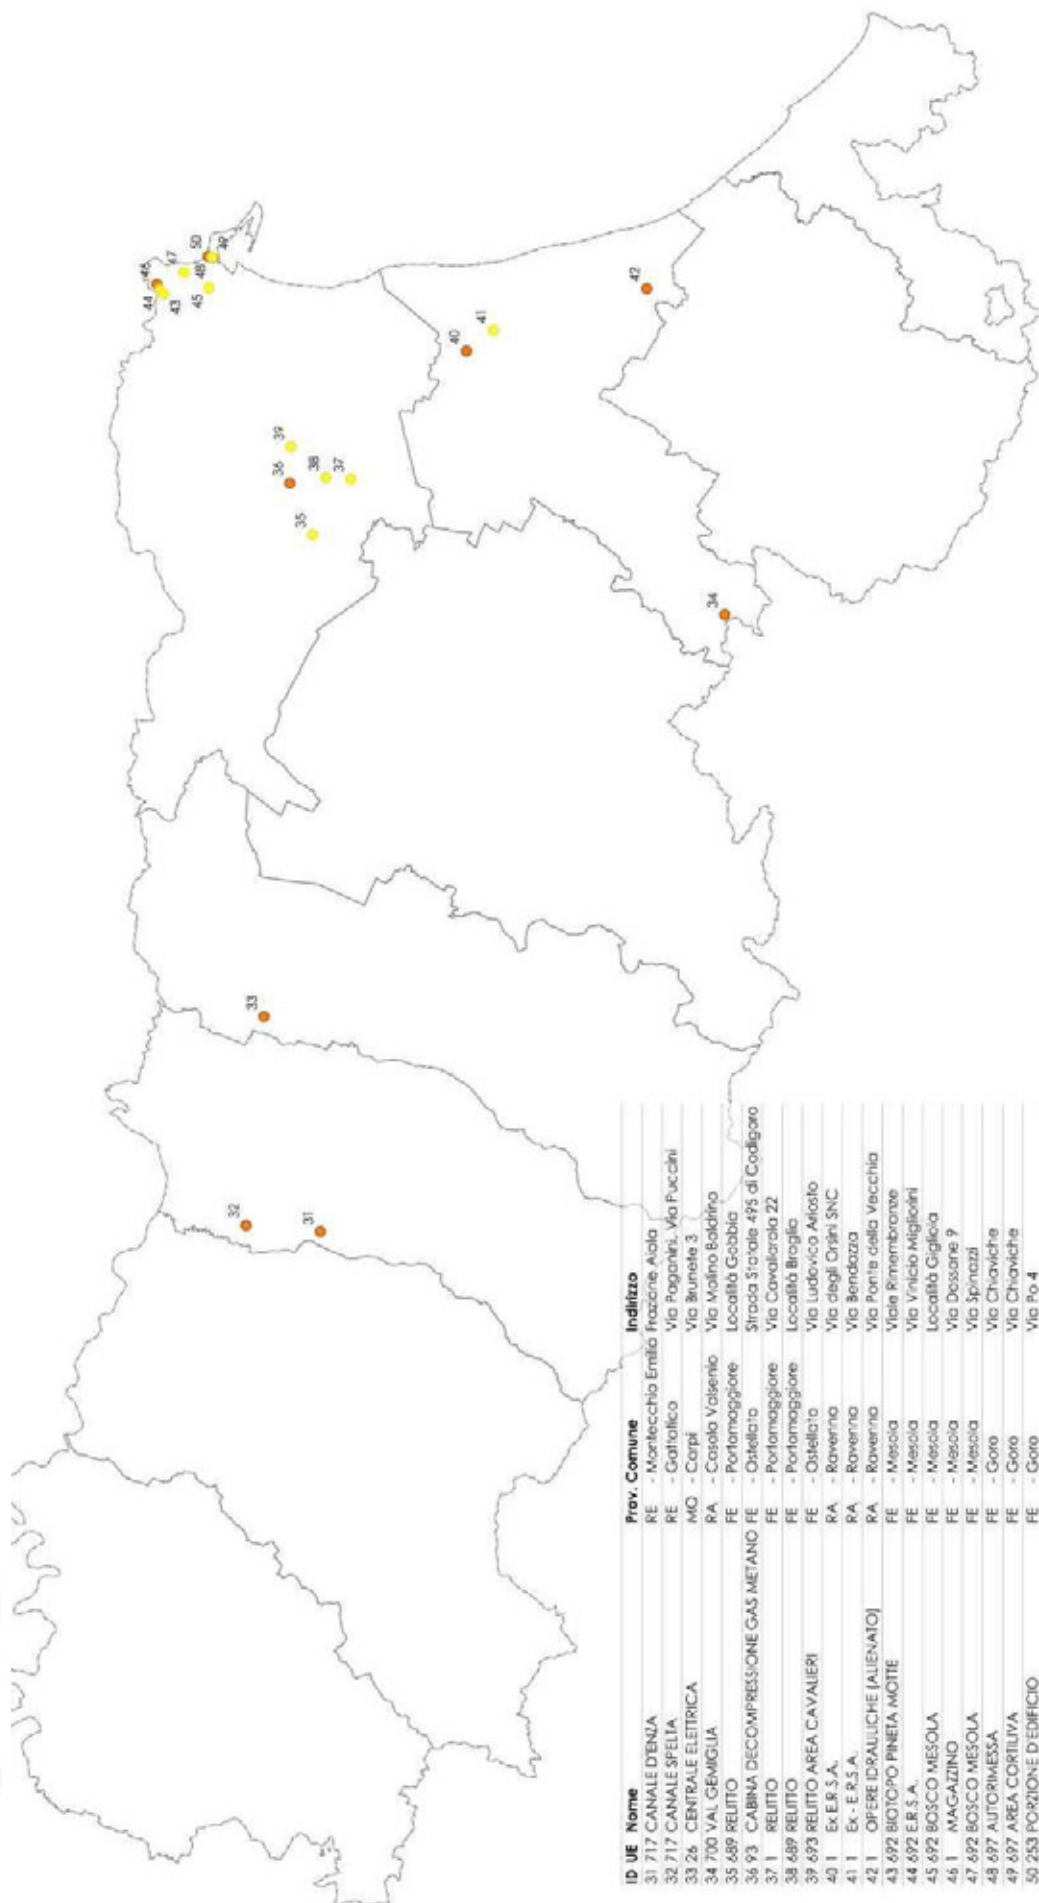 44
46
43
47
45
48
50
49
40
41
42
39
36
38
37
35
34
33
32
31
ID UE Nome Prov. Comune Indirizzo
31 717 CANALE D'ENZA RE - Montecchio Emilia Frazione Aiola
32 717 CANALE SPELTA RE - Gattatico Via Paganini, Via Puccini
33 26 CENTRALE ELETTRICA MO - Carpi Via Brunete 3
34 700 VAL GEMIGLIA RA - Casola Valsenio Via Molino Baldrino
35 689 RELITTO FE - Portomaggiore Località Gobbia
36 93 CABINA DECOMPRESSIONE GAS METANO FE - Ostellato Strada Statale 495 di Codigoro
37 1 RELITTO FE - Portomaggiore Via Cavallarola 22
38 689 RELITTO FE - Portomaggiore Località Broglio
39 693 RELITTO AREA CAVALIERI FE - Ostellato Via Ludovico Ariosto
40 1 Ex E.R.S.A. RA - Ravenna Via degli Orsini SNC
41 1 Ex - E.R.S.A. RA - Ravenna Via Bendazza
42 1 OPERE IDRAULICHE (ALIENATO) RA - Ravenna Via Ponte della Vecchia
43 692 BIOTOPO PINETA MOTTE FE - Mesola Viale Rimembranze
44 692 E.R.S.A. FE - Mesola Via Vinicio Migliorini
45 692 BOSCO MESOLA FE - Mesola Località Giglioia
46 1 MAGAZZINO FE - Mesola Via Dossone 9
47 692 BOSCO MESOLA FE - Mesola Via Spinazzi
48 697 AUTORIMESSA FE - Goro Via Chiaviche
49 697 AREA CORTILIVA FE - Goro Via Chiaviche
50 253 PORZIONE D'EDIFICIO FE - Goro Via Po 4